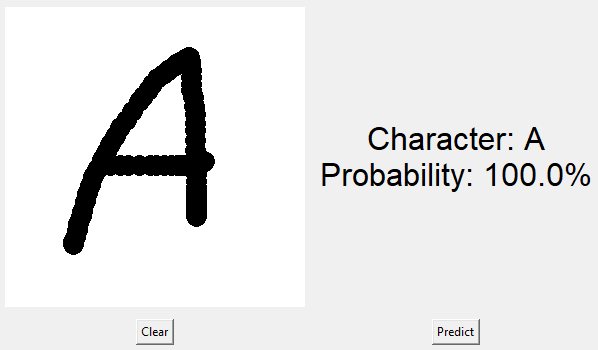 A
Character: A
Probability: 100.0%
Clear
Predict